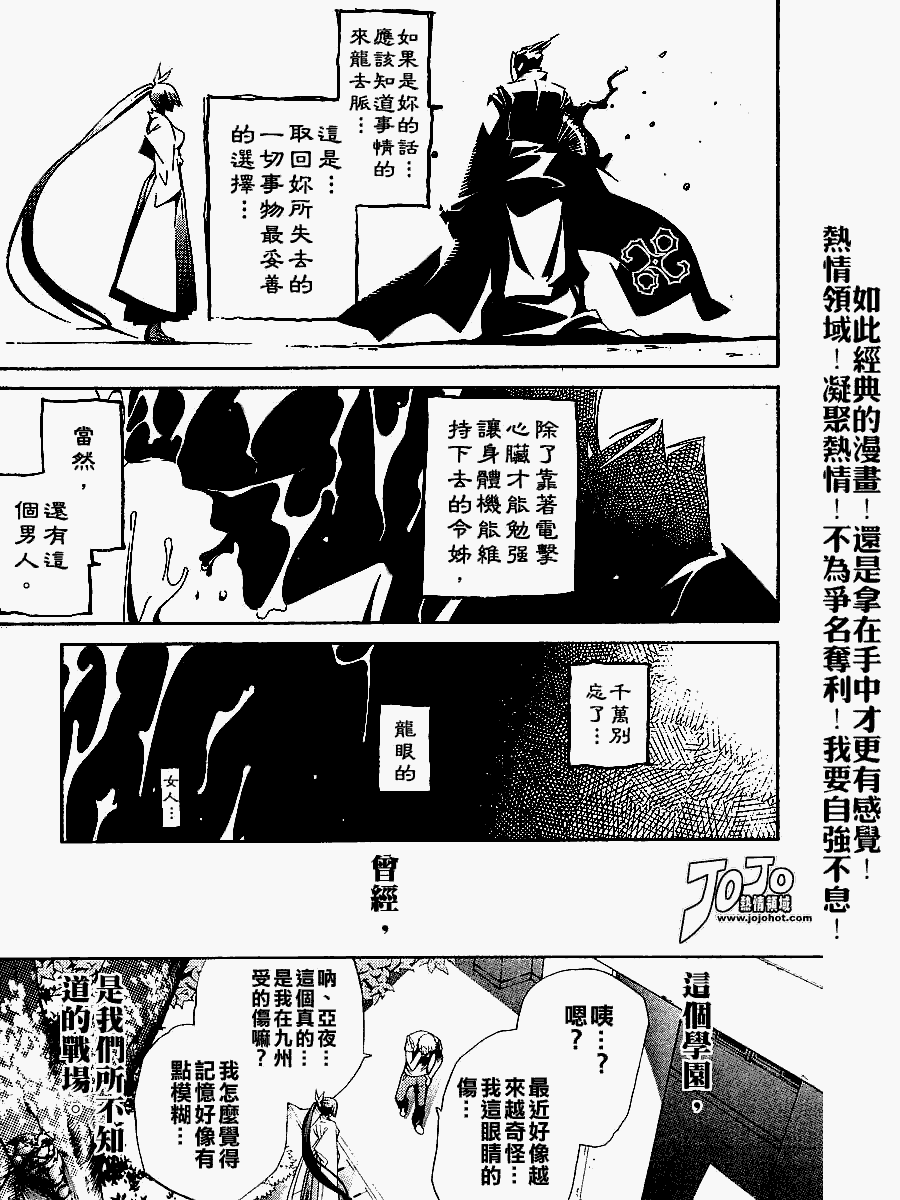 如果是妳的話…
應該知道事情的
來龍去脈…
這是…
取回妳所失去的
一切事物最妥善
的選擇…
除了靠著電擊
心臟才能勉强
讓身體機能維
持下去的令姊，
當然，
還有這
個男人。
千萬別
忘了…
龍眼的
女人…
曾經，
這個學園，
咦…？
嗯？
最近好像越
來越奇怪…
我這眼睛的
傷…
吶、亞夜…
這個真的…
是我在九州
受的傷嘛？
我怎麼覺得
記憶好像有
點模糊…
是我們所不知
道的戰場。
如此經典的漫畫！還是拿在手中才更有感覺！
熱情領域！凝聚熱情！不為爭名奪利！我要自強不息！
JOJO
熱情領域
www.jojohot.com